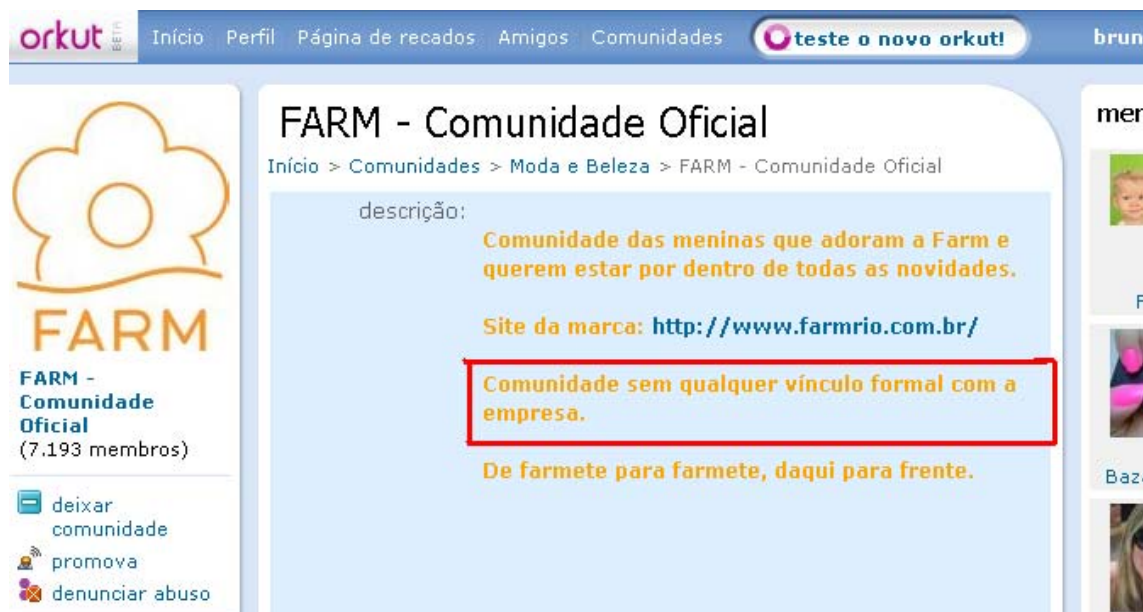 orkut BETA
Início Perfil Página de recados Amigos Comunidades teste o novo orkut!
FARM
FARM -
Comunidade
Oficial
(7.193 membros)
deixar
comunidade
promova
denunciar abuso
FARM - Comunidade Oficial
Início > Comunidades > Moda e Beleza > FARM - Comunidade Oficial
descrição:
Comunidade das meninas que adoram a Farm e
querem estar por dentro de todas as novidades.
Site da marca: http://www.farmrio.com.br/
Comunidade sem qualquer vínculo formal com a
empresa.
De farmete para farmete, daqui para frente.